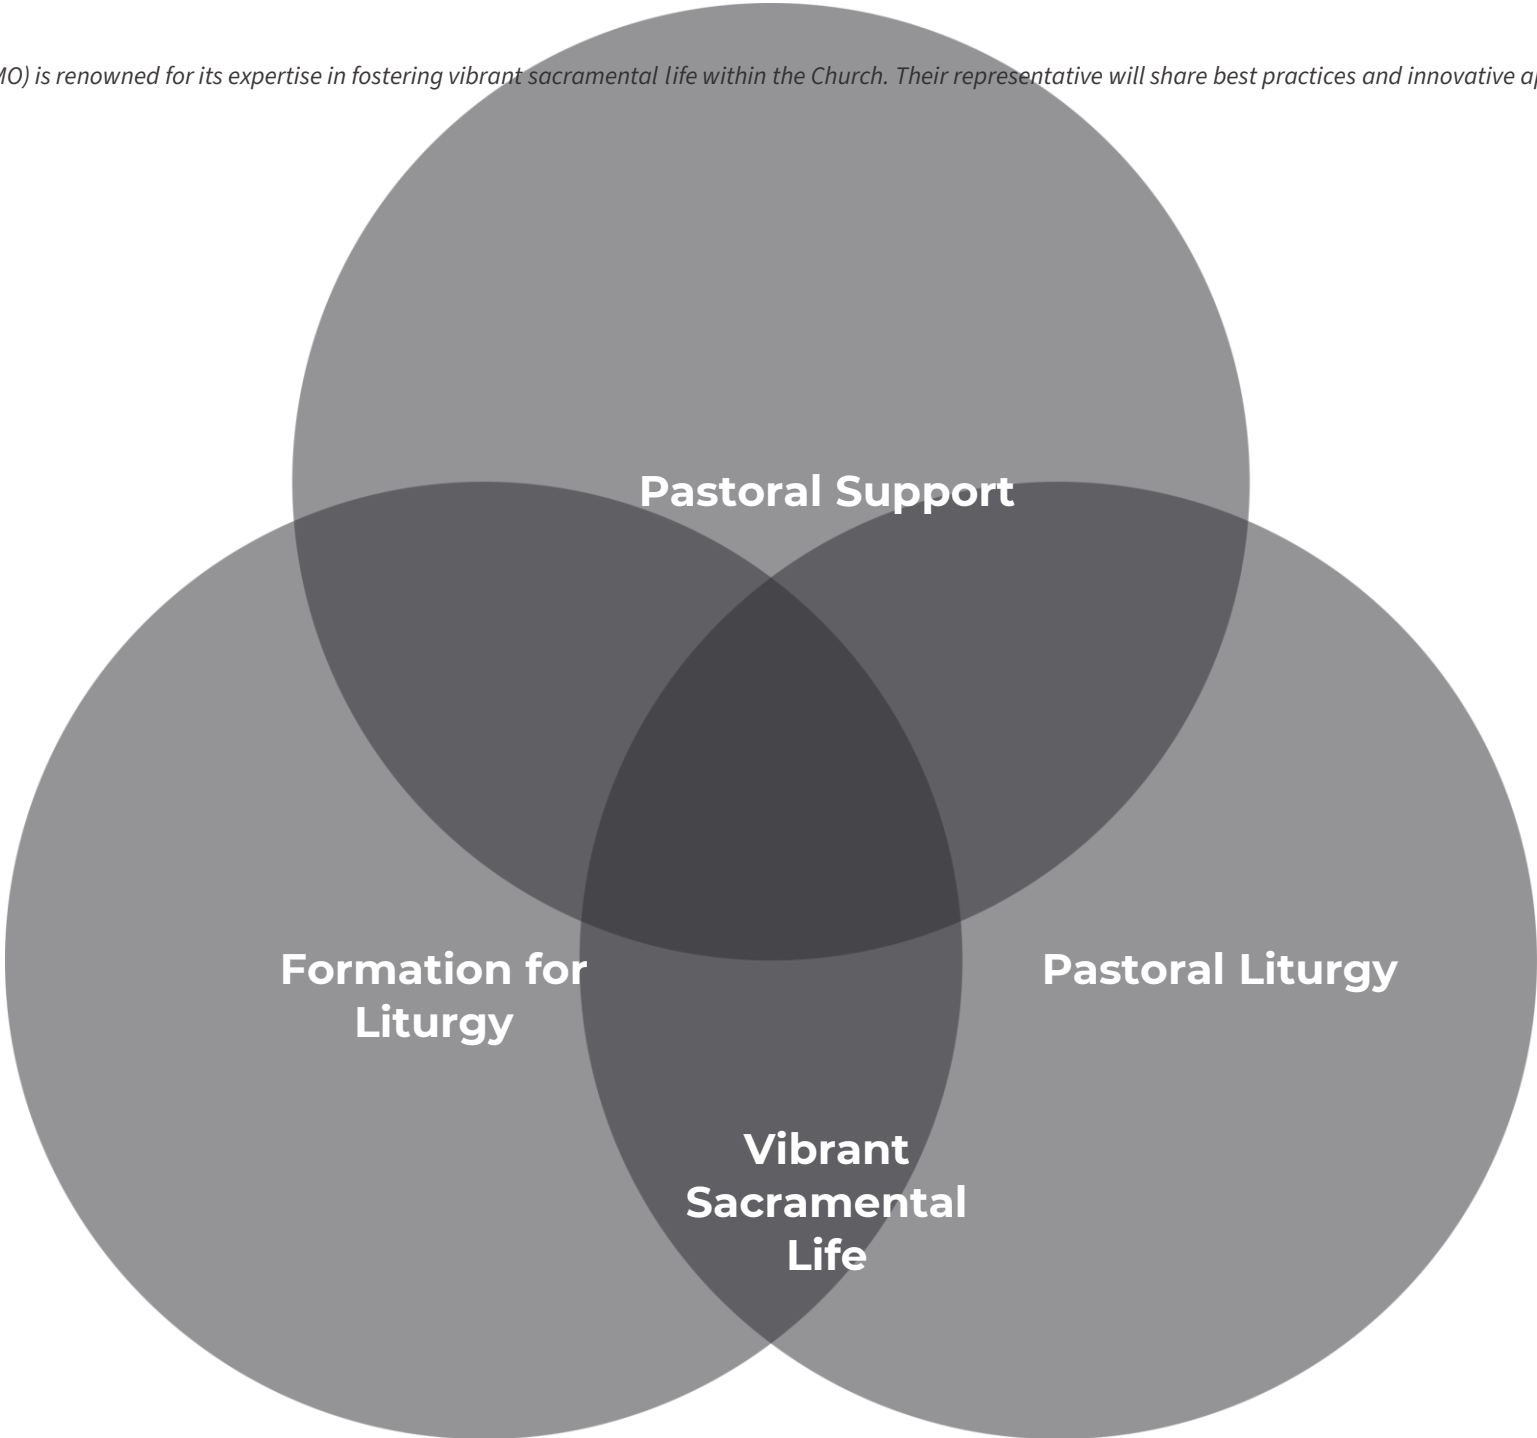 MO) is renowned for its expertise in fostering vibrant sacramental life within the Church. Their representative will share best practices and innovative
Pastoral Support
Formation for
Liturgy
Pastoral Liturgy
Vibrant
Sacramental
Life